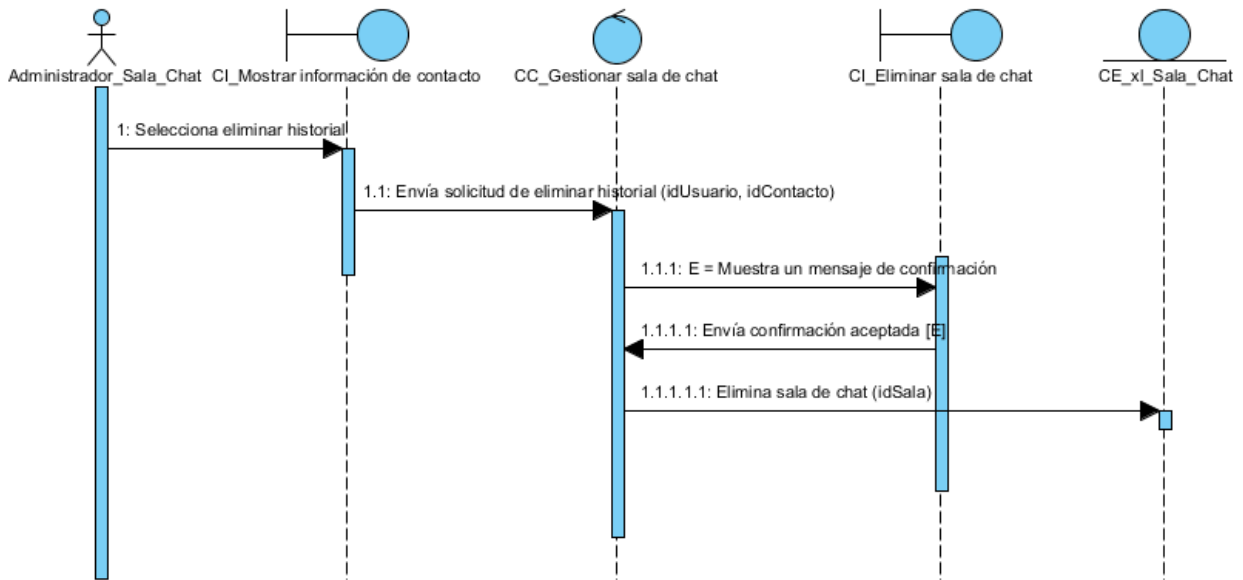 Administrador_Sala_Chat
CI_Mostrar información de contacto
CC_Gestionar sala de chat
CI_Eliminar sala de chat
CE_xl_Sala_Chat
1: Selecciona eliminar historial
1.1: Envía solicitud de eliminar historial (idUsuario, idContacto)
1.1.1: E = Muestra un mensaje de confirmación
1.1.1.1: Envía confirmación aceptada [E]
1.1.1.1.1: Elimina sala de chat (idSala)